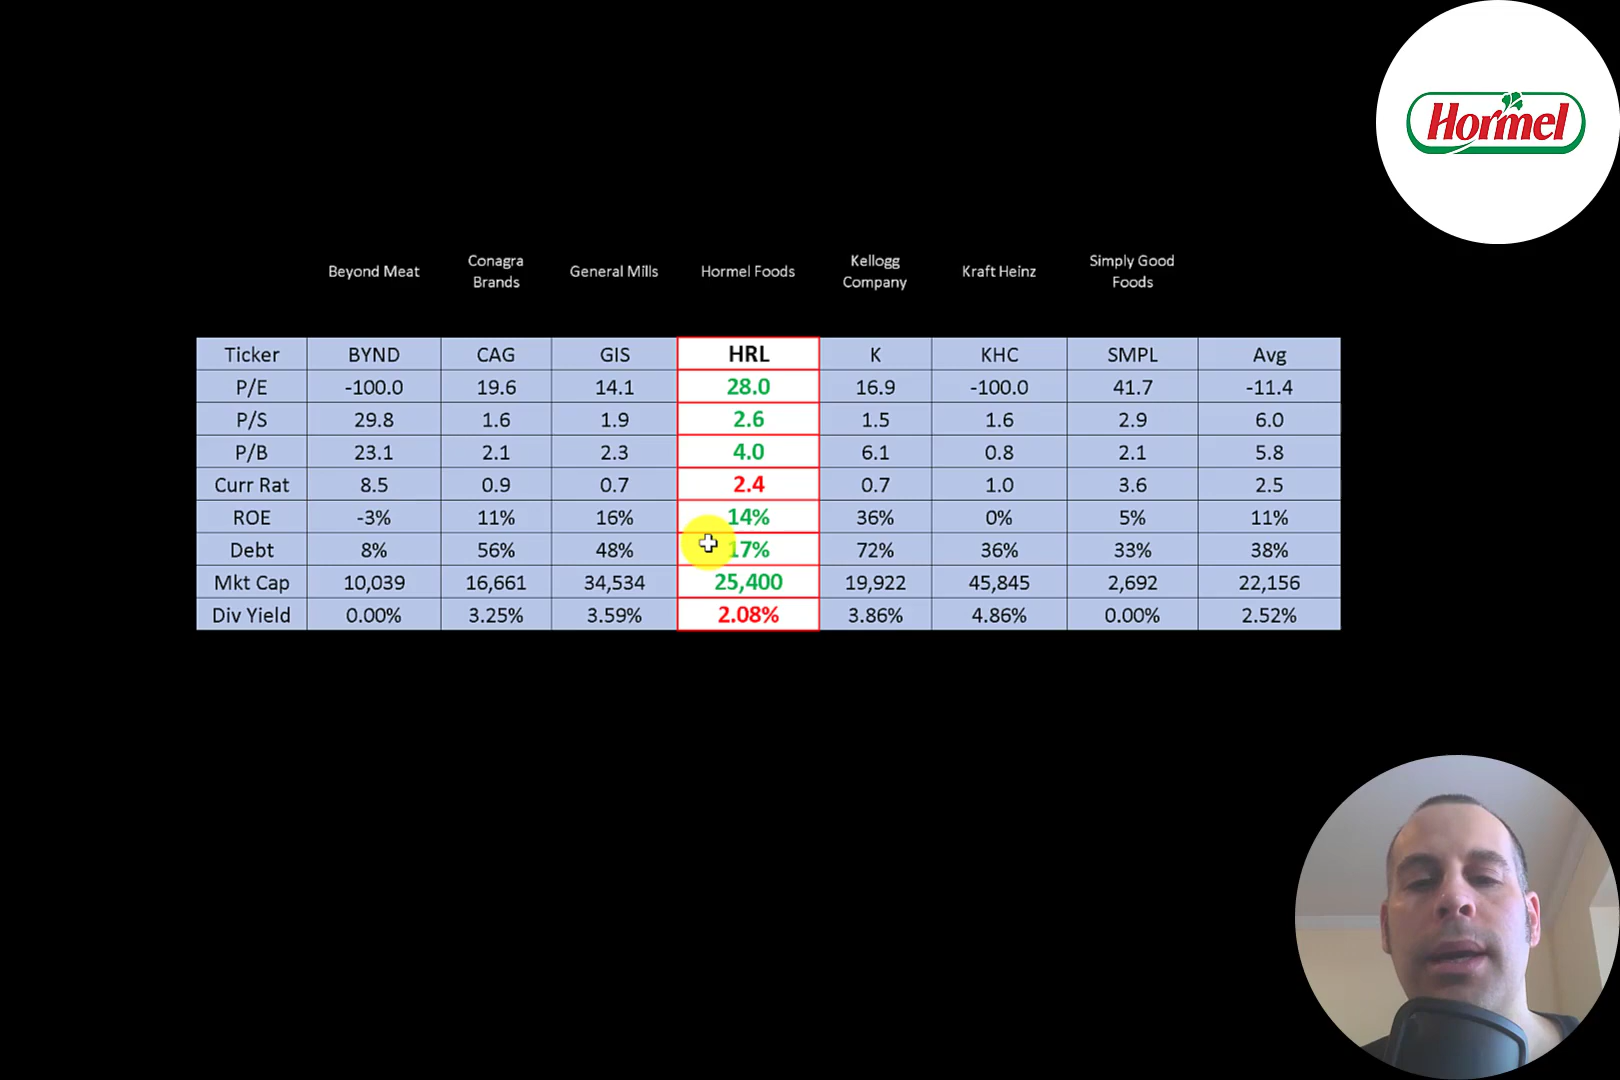 Hormel
Beyond Meat
Conagra
Brands
General Mills
Hormel Foods
Kellogg
Company
Kraft Heinz
Simply Good
Foods
Ticker BYND CAG GIS HRL K KHC SMPL Avg
P/E -100.0 19.6 14.1 28.0 16.9 -100.0 41.7 -11.4
P/S 29.8 1.6 1.9 2.6 1.5 1.6 2.9 6.0
P/B 23.1 2.1 2.3 4.0 6.1 0.8 2.1 5.8
Curr Rat 8.5 0.9 0.7 2.4 0.7 1.0 3.6 2.5
ROE -3% 11% 16% 14% 36% 0% 5% 11%
Debt 8% 56% 48% 17% 72% 36% 33% 38%
Mkt Cap 10,039 16,661 34,534 25,400 19,922 45,845 2,692 22,156
Div Yield 0.00% 3.25% 3.59% 2.08% 3.86% 4.86% 0.00% 2.52%